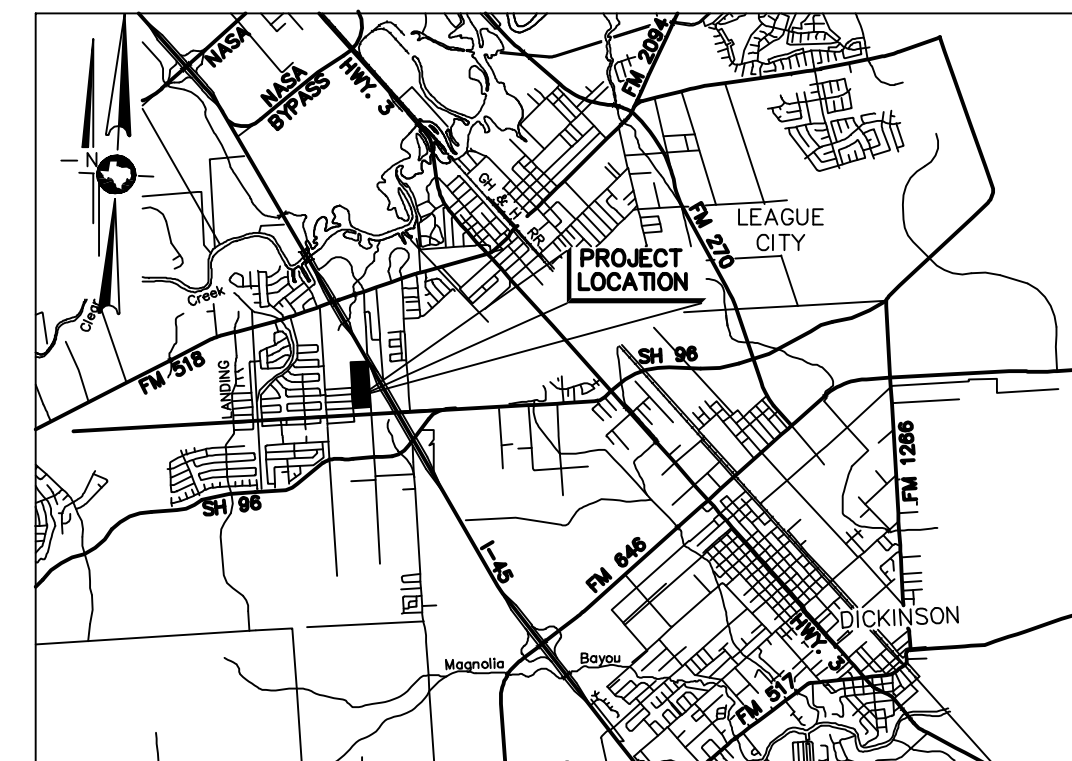 NASA
NASA
BYPASS
HWY. 3
FM 2094
N
GH & H RR
FM 270
LEAGUE
CITY
PROJECT
LOCATION
Clear
Creek
FM 518
LANDING
SH 96
SH 96
FM 1266
I-45
FM 646
DICKINSON
HWY. 3
Magnolia
Bayou
FM 517